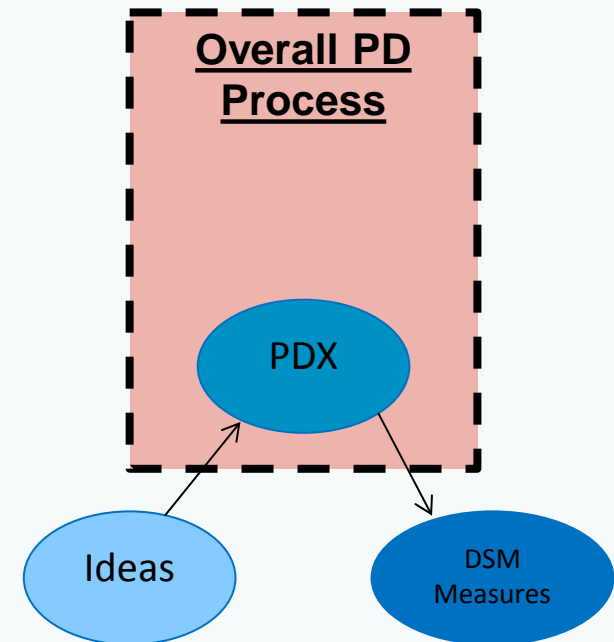 Overall PD
Process
PDX
Ideas
DSM
Measures